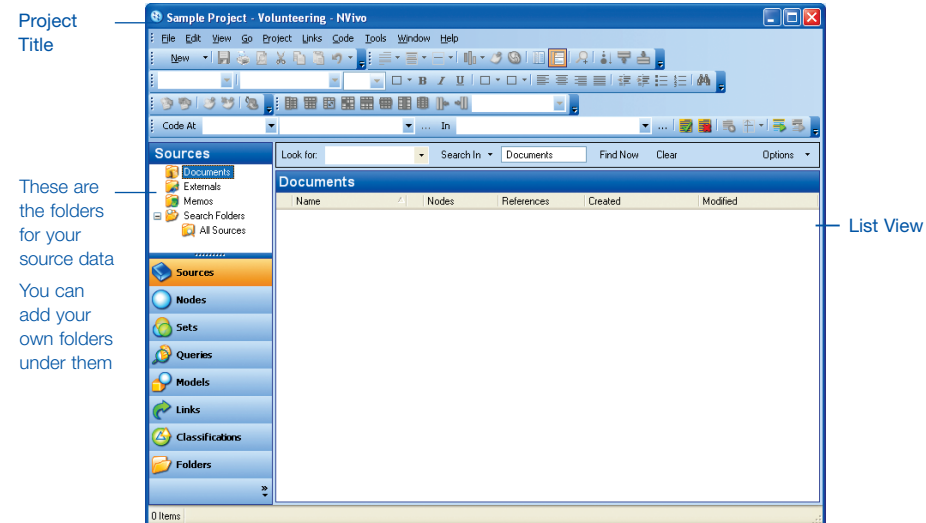 Project
Title
Sample Project - Volunteering - NVivo
File Edit View Go Project Links Code Tools Window Help
New
B I U
Code At ... In ...
Sources
Look for: Search In Documents Find Now Clear Options
Documents
Externals
Memos
Search Folders
All Sources
Documents
Name Nodes References Created Modified
These are
the folders
for your
source data
You can
add your
own folders
under them
List View
Sources
Nodes
Sets
Queries
Models
Links
Classifications
Folders
0 Items